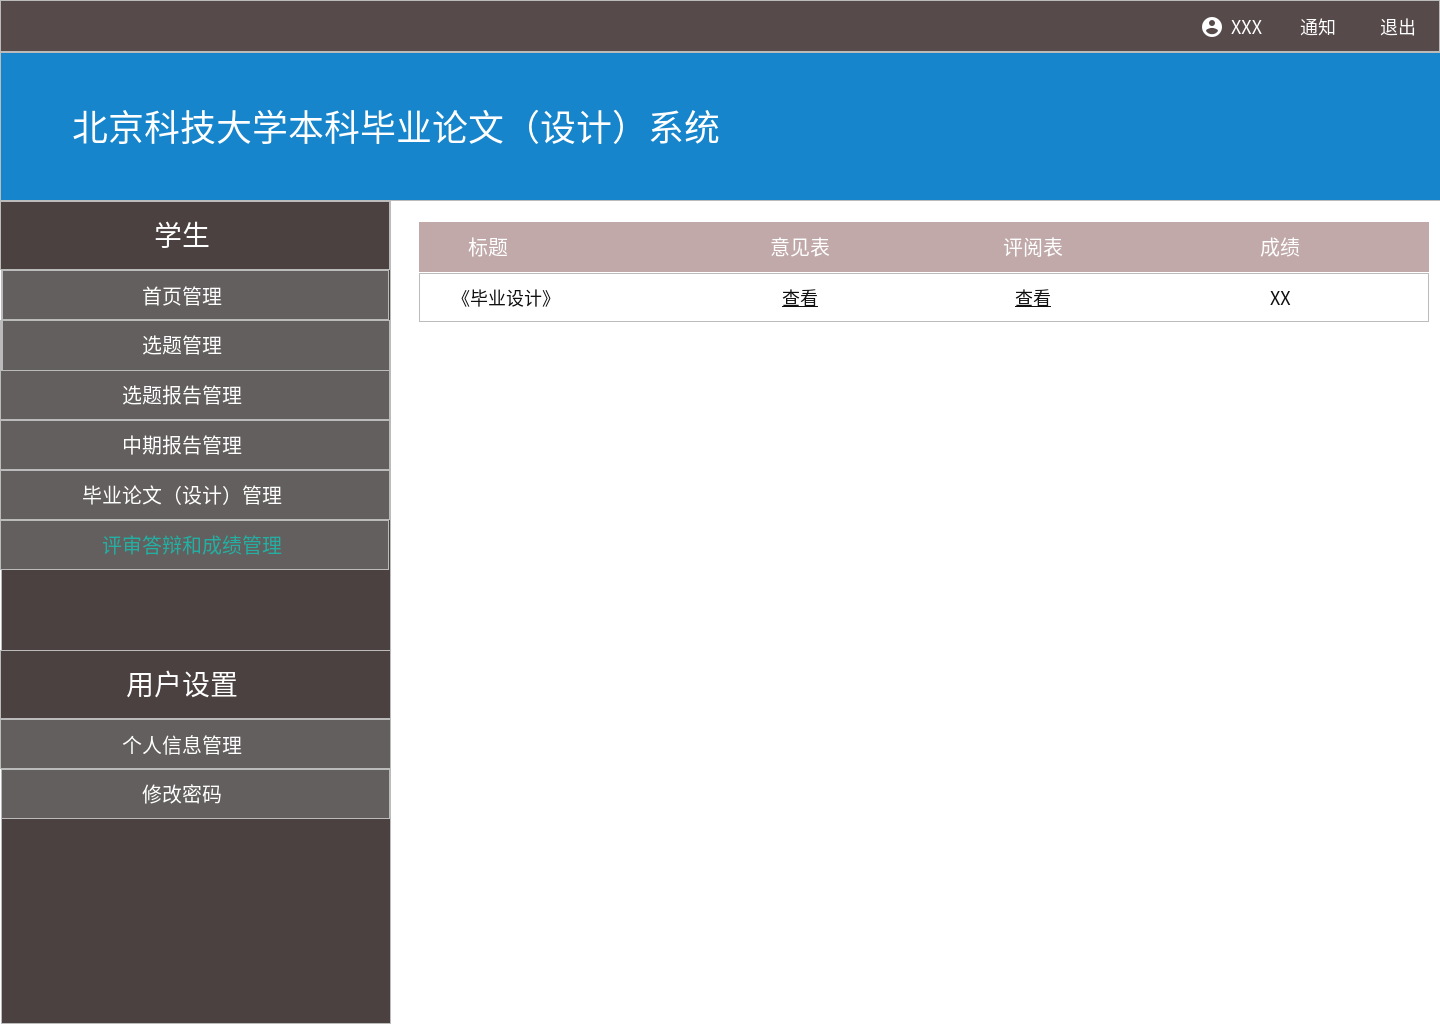 XXX 通知 退出
北京科技大学本科毕业论文（设计）系统
学生
首页管理
选题管理
选题报告管理
中期报告管理
毕业论文（设计）管理
评审答辩和成绩管理
用户设置
个人信息管理
修改密码
标题 意见表 评阅表 成绩
《毕业设计》 查看 查看 XX